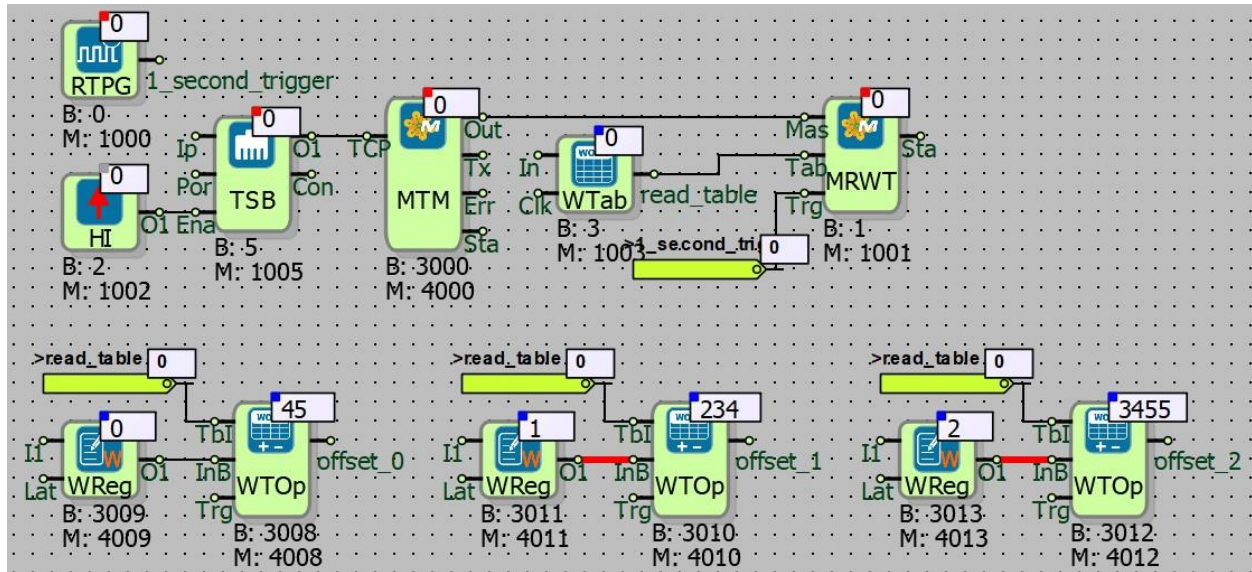 0
RTPG
1_second_trigger
B: 0
M: 1000
0
HI
O1
B: 2
M: 1002
0
Ip
Por
Ena
TSB
O1
Con
B: 5
M: 1005
0
TCP
MTM
Out
Tx
Err
Sta
B: 3000
M: 4000
0
In
Clk
WTab
read_table
B: 3
M: 1003
0
0
Mas
Tab
Trg
MRWT
Sta
B: 1
M: 1001
>read_table 0
0
I1
Lat
WReg
O1
B: 3009
M: 4009
45
TbI
InB
Trg
WTOp
offset_0
B: 3008
M: 4008
>read_table 0
1
I1
Lat
WReg
O1
B: 3011
M: 4011
234
TbI
InB
Trg
WTOp
offset_1
B: 3010
M: 4010
>read_table 0
2
I1
Lat
WReg
O1
B: 3013
M: 4013
3455
TbI
InB
Trg
WTOp
offset_2
B: 3012
M: 4012